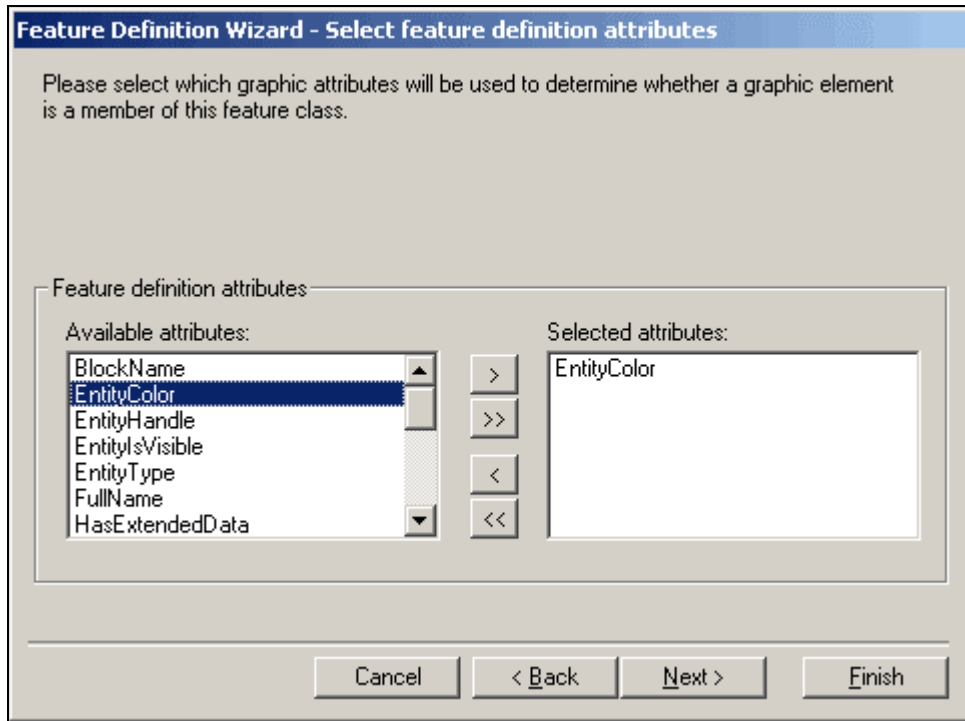 Feature Definition Wizard - Select feature definition attributes
Please select which graphic attributes will be used to determine whether a graphic element
is a member of this feature class.
Feature definition attributes
Available attributes:
BlockName
EntityColor
EntityHandle
EntityIsVisible
EntityType
FullName
HasExtendedData
>
>>
<
<<
Selected attributes:
EntityColor
Cancel
< Back
Next >
Finish